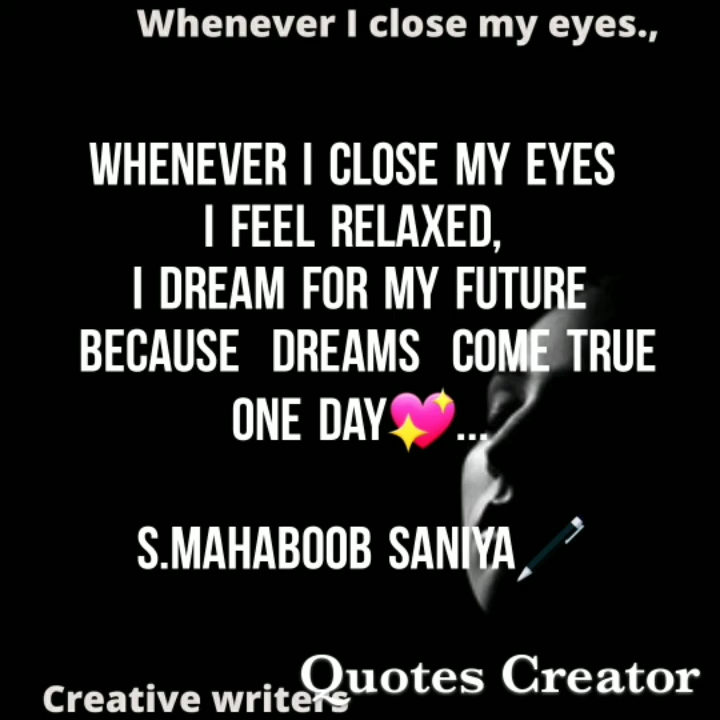 Whenever I close my eyes.,
WHENEVER I CLOSE MY EYES
I FEEL RELAXED,
I DREAM FOR MY FUTURE
BECAUSE DREAMS COME TRUE
ONE DAY💖...
S.MAHABOOB SANIYA🖊
Quotes Creator
Creative writers